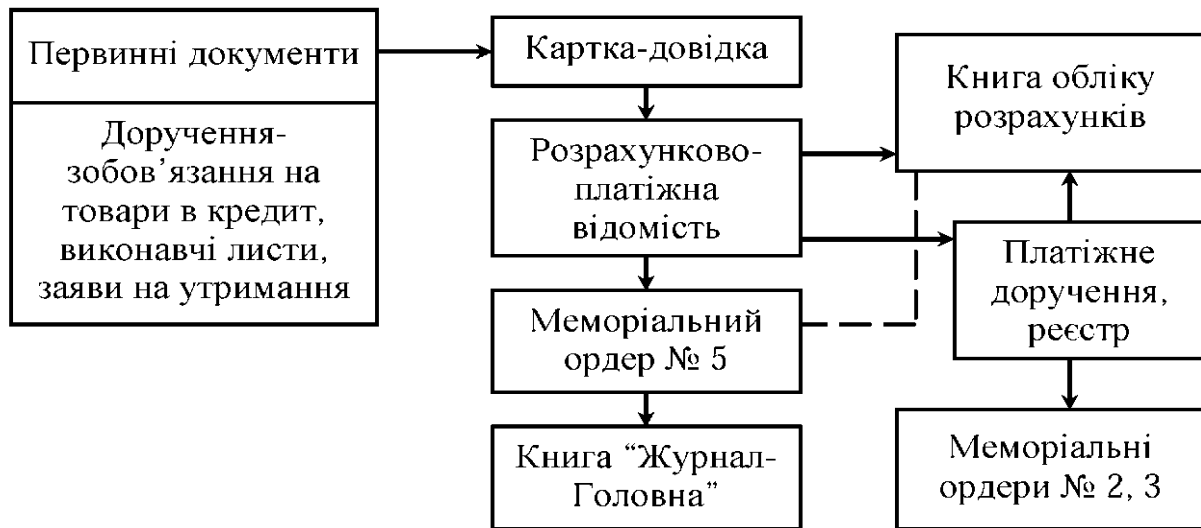 Первинні документи
Доручення-
зобов’язання на
товари в кредит,
виконавчі листи,
заяви на утримання
Картка-довідка
Розрахунково-
платіжна
відомість
Меморіальний
ордер № 5
Книга “Журнал-
Головна”
Книга обліку
розрахунків
Платіжне
доручення,
реєстр
Меморіальні
ордери № 2, 3